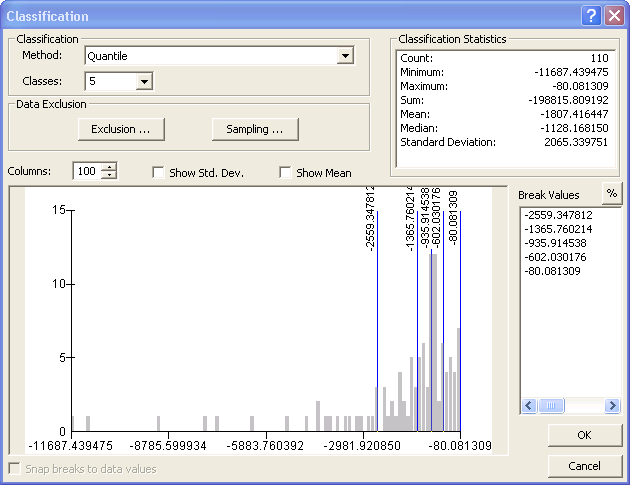 Classification
Classification
Method: Quantile
Classes: 5
Data Exclusion
Exclusion ... Sampling ...
Columns: 100 Show Std. Dev. Show Mean
Classification Statistics
Count: 110
Minimum: -11687.439475
Maximum: -80.081309
Sum: -198815.809192
Mean: -1807.416447
Median: -1128.168150
Standard Deviation: 2065.339751
Break Values %
-2559.347812
-1365.760214
-935.914538
-602.030176
-80.081309
-2559.347812
-1365.760214
-935.914538
-602.030176
-80.081309
15
10
5
0
-11687.439475 -8785.599934 -5883.760392 -2981.920850 -80.081309
Snap breaks to data values
OK
Cancel